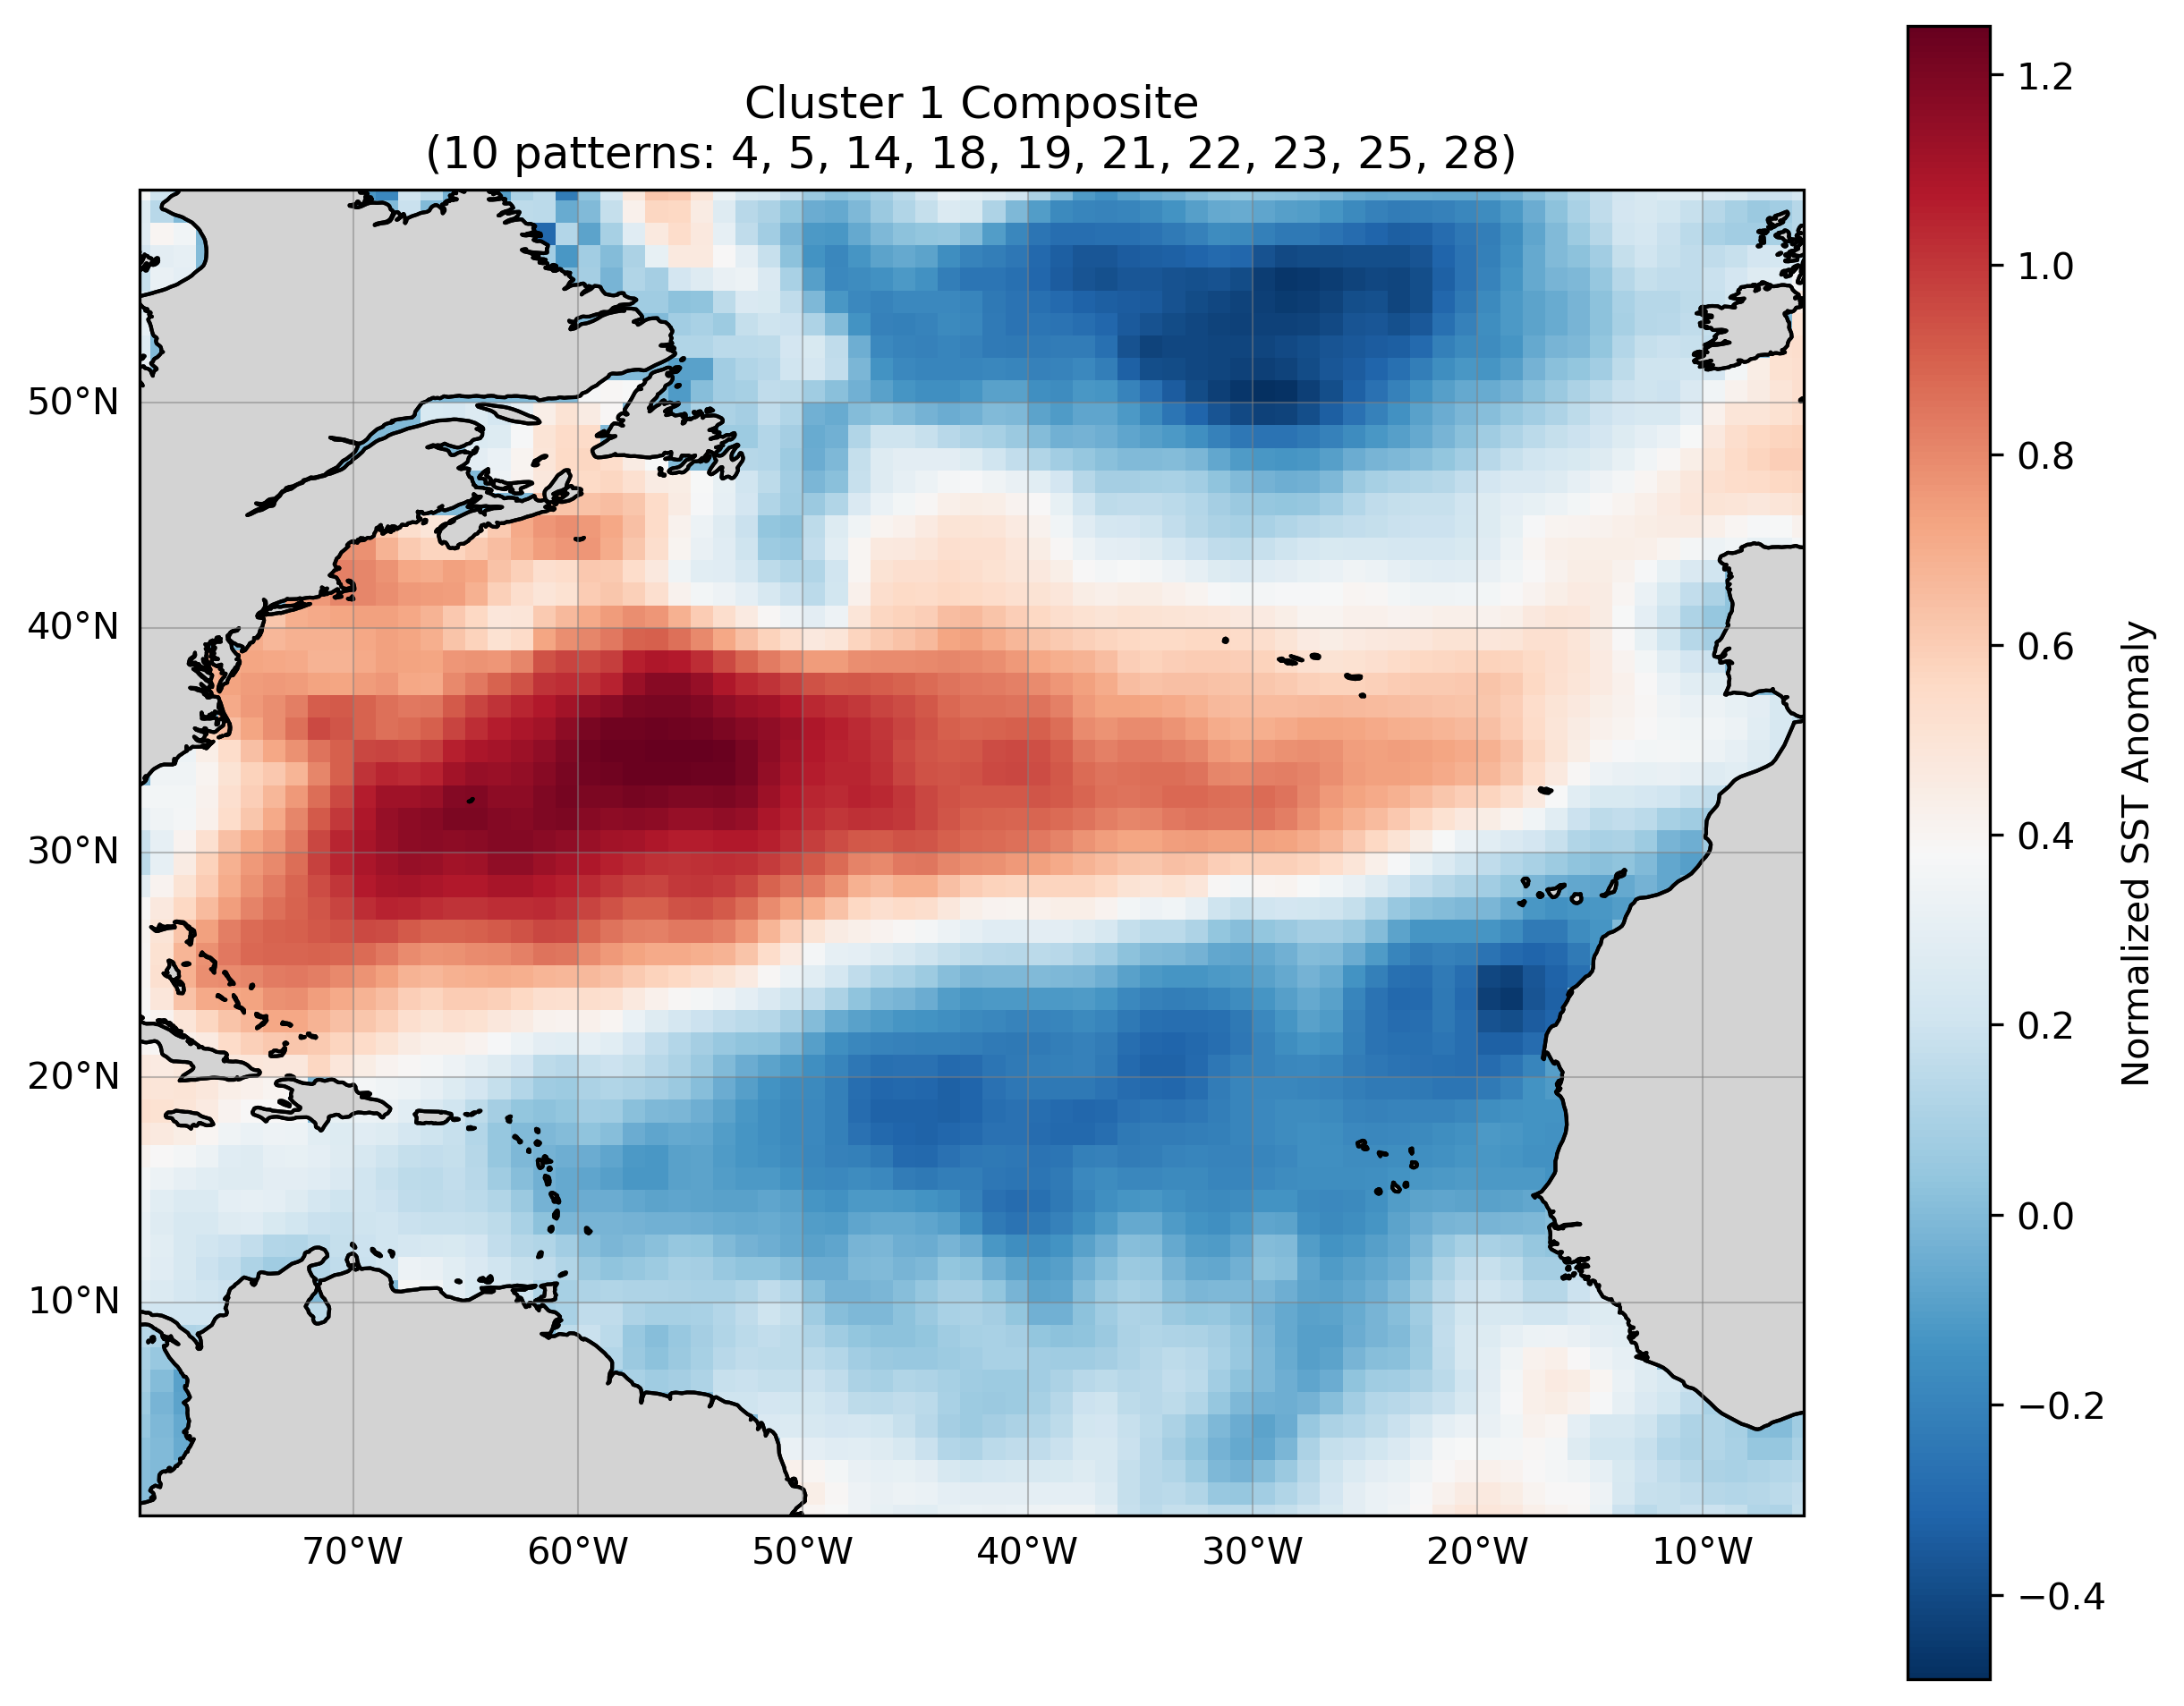 Cluster 1 Composite
(10 patterns: 4, 5, 14, 18, 19, 21, 22, 23, 25, 28)
50°N
40°N
30°N
20°N
10°N
70°W
60°W
50°W
40°W
30°W
20°W
10°W
1.2
1.0
0.8
0.6
0.4
0.2
0.0
−0.2
−0.4
Normalized SST Anomaly